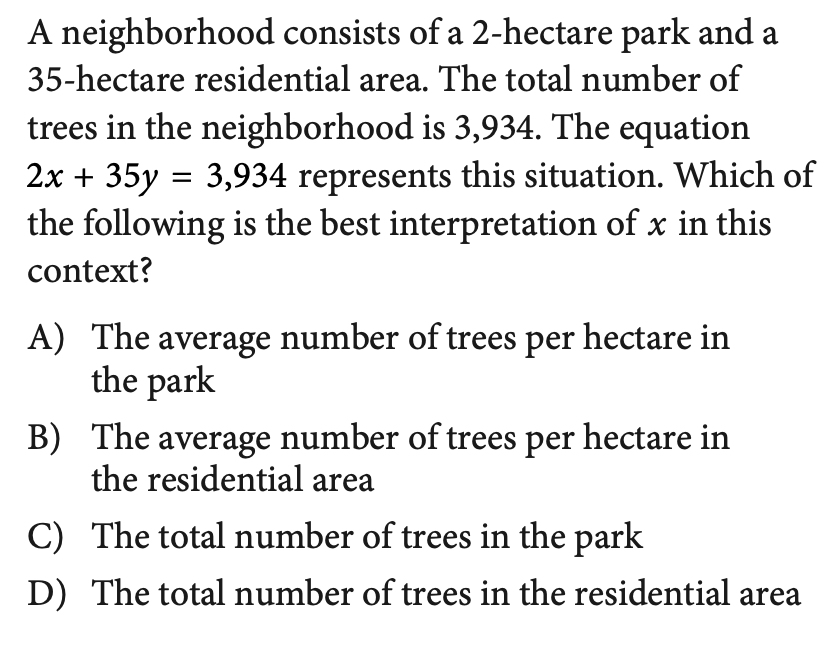 A neighborhood consists of a 2-hectare park and a
35-hectare residential area. The total number of
trees in the neighborhood is 3,934. The equation
2x + 35y = 3,934 represents this situation. Which of
the following is the best interpretation of x in this
context?
A) The average number of trees per hectare in
the park
B) The average number of trees per hectare in
the residential area
C) The total number of trees in the park
D) The total number of trees in the residential area